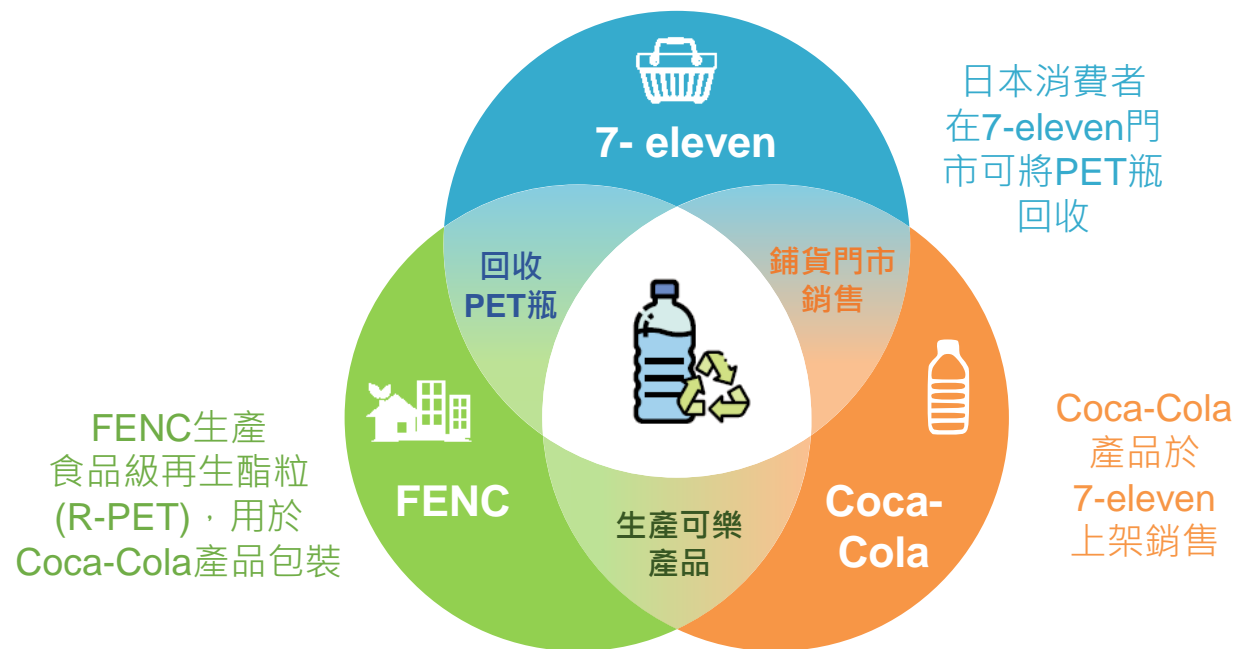 7- eleven
日本消費者
在7-eleven門
市可將PET瓶
回收
回收
PET瓶
鋪貨門市
銷售
FENC生產
食品級再生酯粒
(R-PET)，用於
Coca-Cola產品包裝
FENC
生產可樂
產品
Coca-
Cola
Coca-Cola
產品於
7-eleven
上架銷售